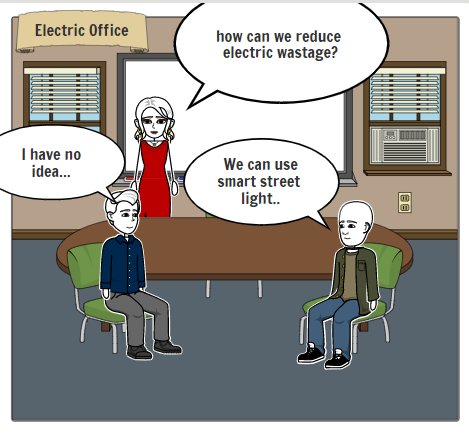 Electric Office
how can we reduce
electric wastage?
I have no
idea...
We can use
smart street
light..